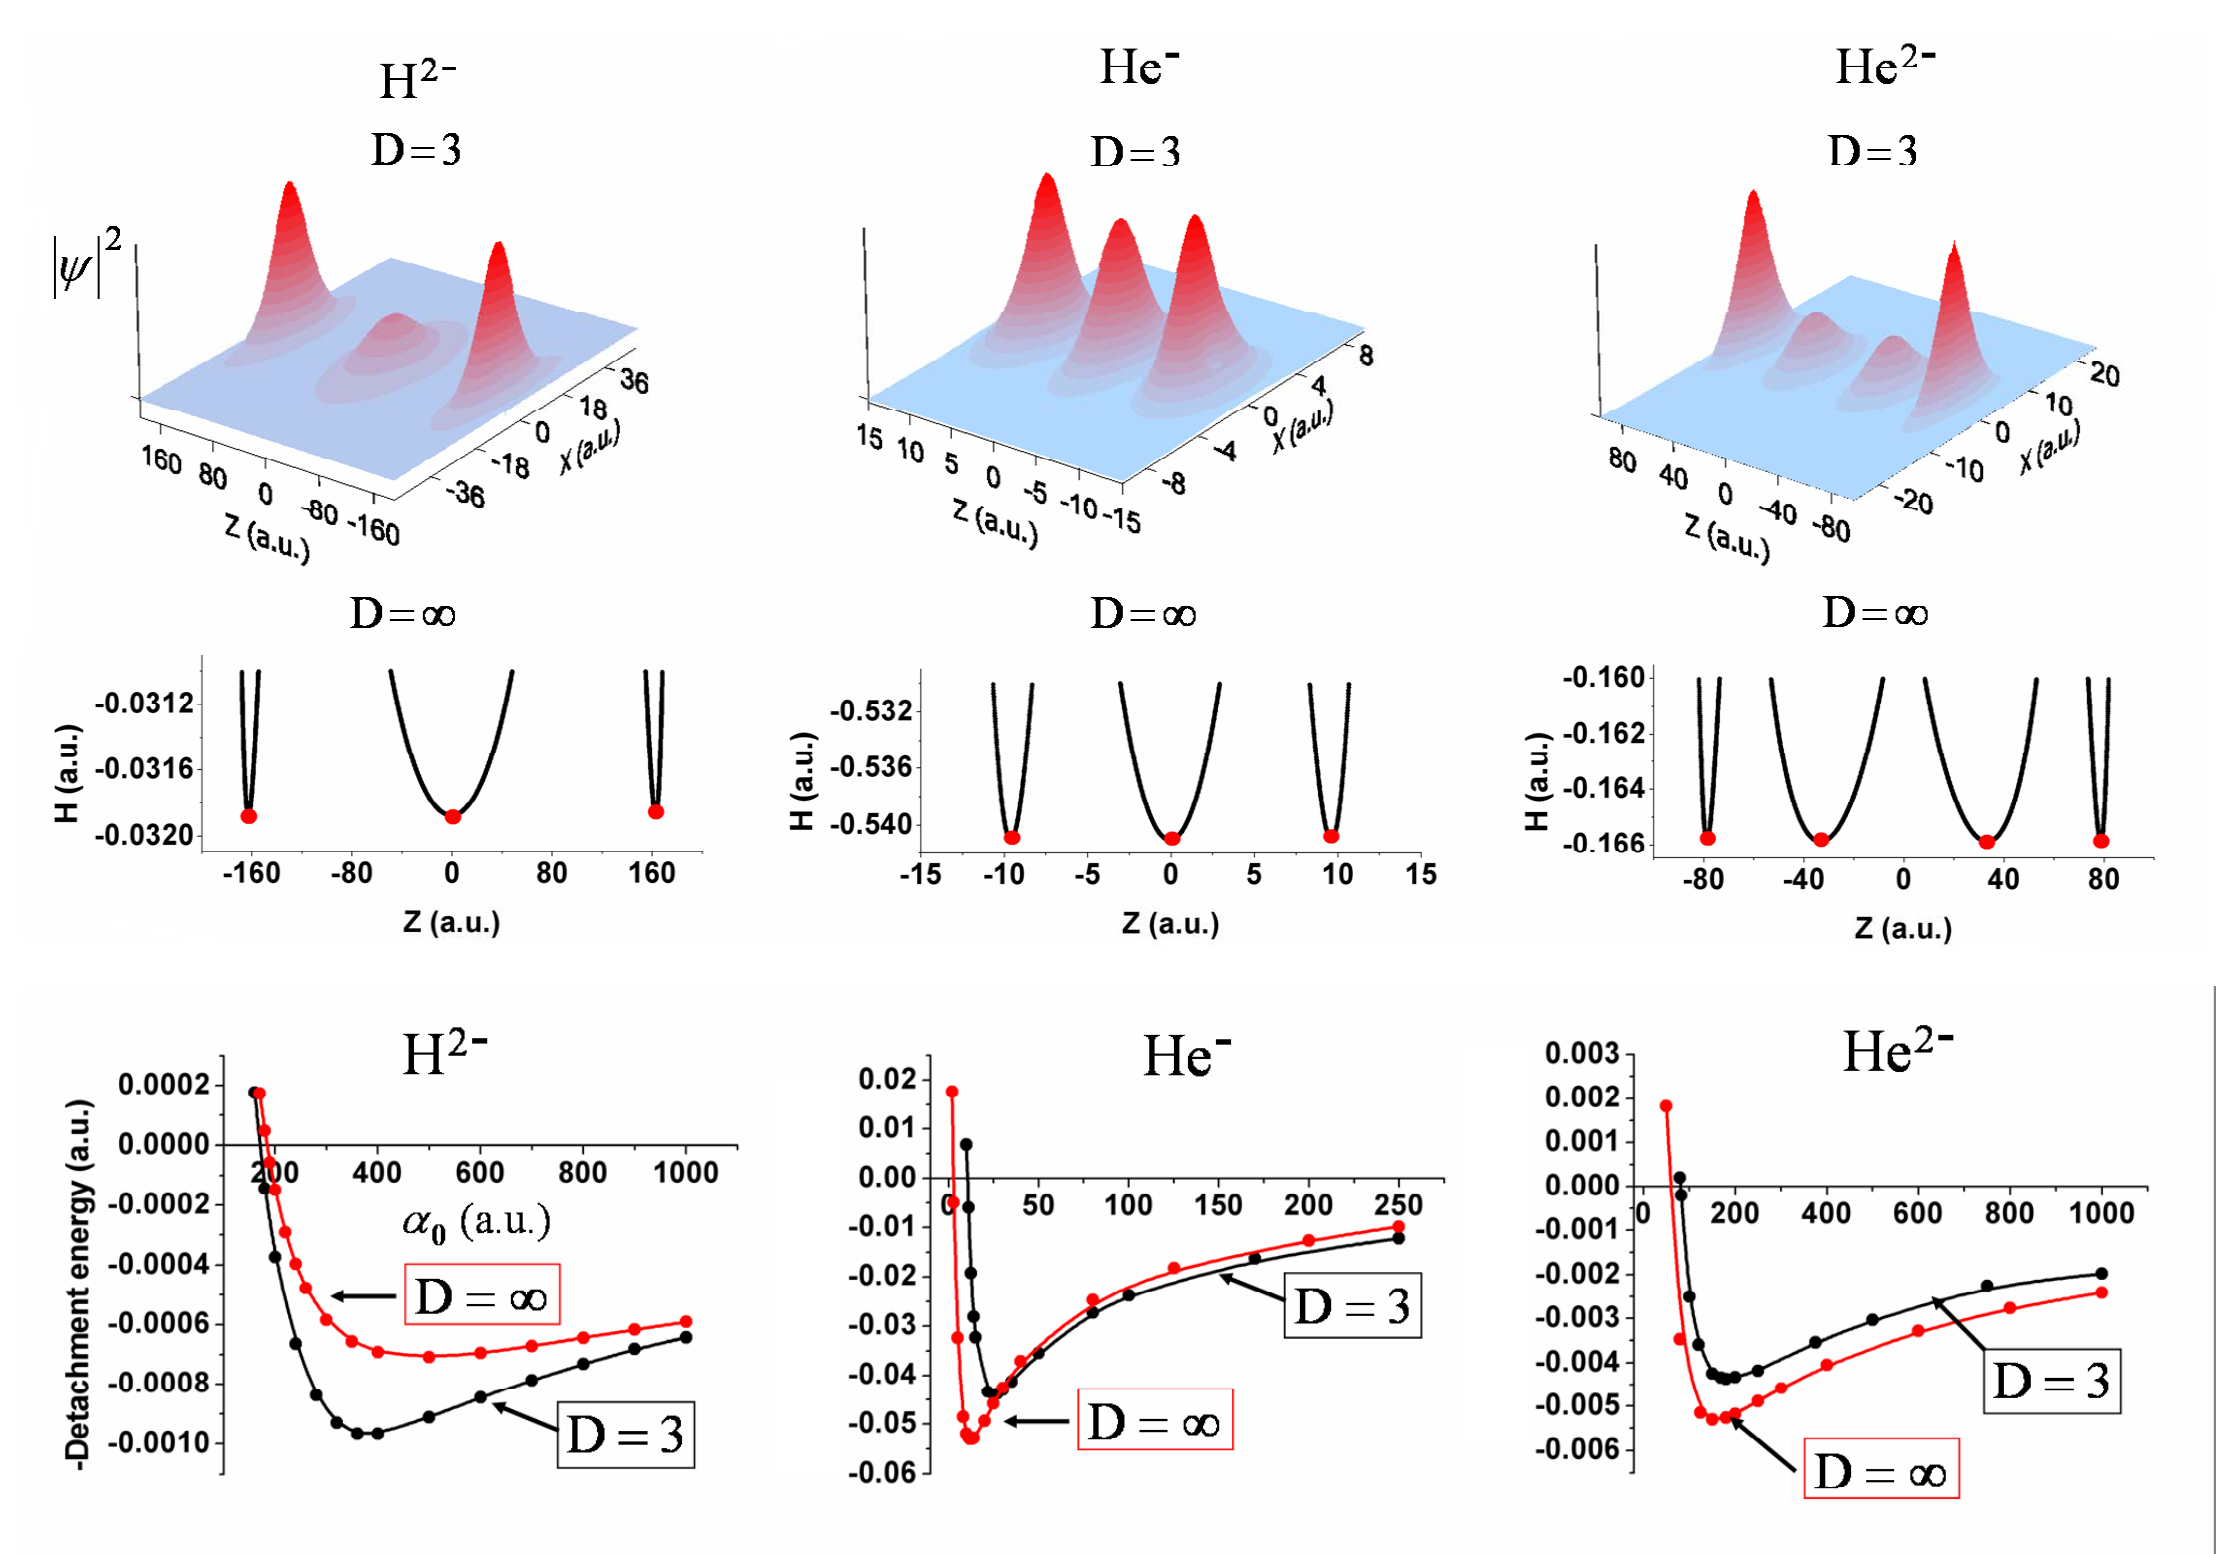 H²⁻
He⁻
He²⁻
D=3
D=3
D=3
|ψ|²
160 80 0 -80 -160
Z (a.u.)
-36 -18 0 18 36
X (a.u.)
15 10 5 0 -5 -10 -15
Z (a.u.)
-8 -4 0 4 8
X (a.u.)
80 40 0 -40 -80
Z (a.u.)
-20 -10 0 10 20
X (a.u.)
D=∞
D=∞
D=∞
H (a.u.)
-0.0312
-0.0316
-0.0320
-160 -80 0 80 160
Z (a.u.)
H (a.u.)
-0.532
-0.536
-0.540
-15 -10 -5 0 5 10 15
Z (a.u.)
H (a.u.)
-0.160
-0.162
-0.164
-0.166
-80 -40 0 40 80
Z (a.u.)
H²⁻
-Detachment energy (a.u.)
0.0002
0.0000
-0.0002
-0.0004
-0.0006
-0.0008
-0.0010
200 400 600 800 1000
α₀ (a.u.)
D = ∞
D = 3
He⁻
0.02
0.01
0.00
-0.01
-0.02
-0.03
-0.04
-0.05
-0.06
0 50 100 150 200 250
D = 3
D = ∞
He²⁻
0.003
0.002
0.001
0.000
-0.001
-0.002
-0.003
-0.004
-0.005
-0.006
0 200 400 600 800 1000
D = 3
D = ∞